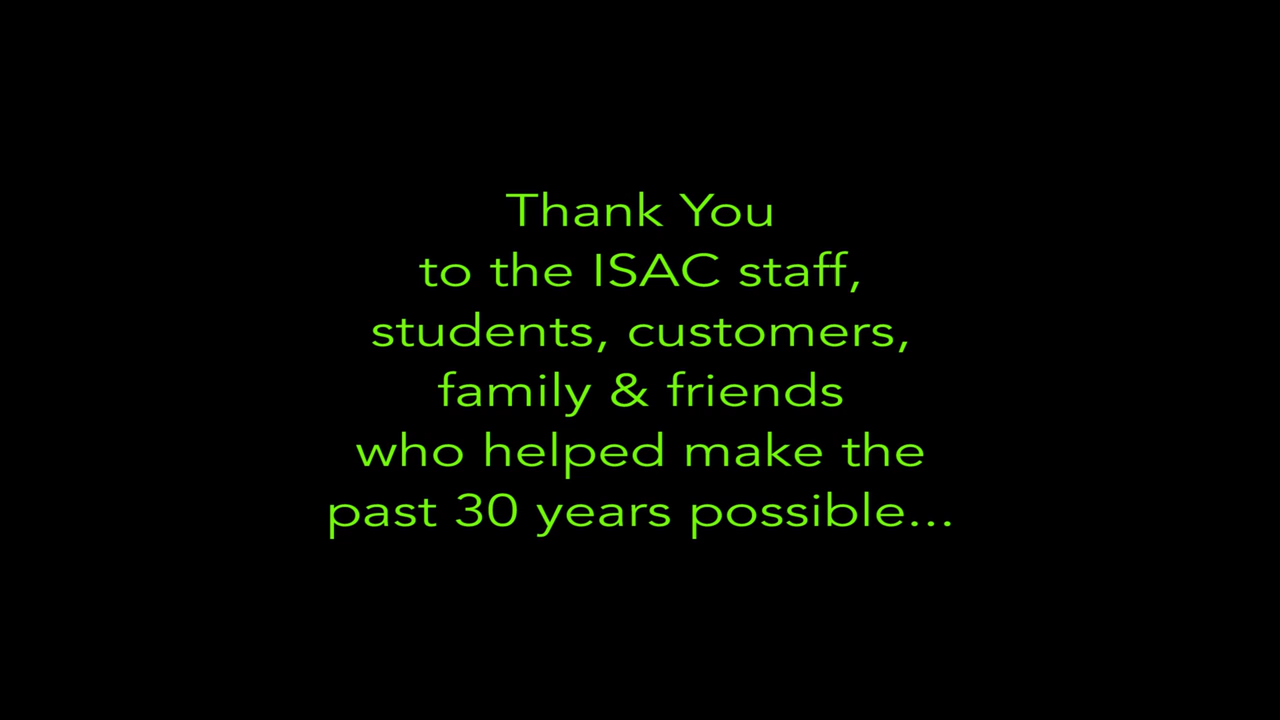 Thank You
to the ISAC staff,
students, customers,
family & friends
who helped make the
past 30 years possible...